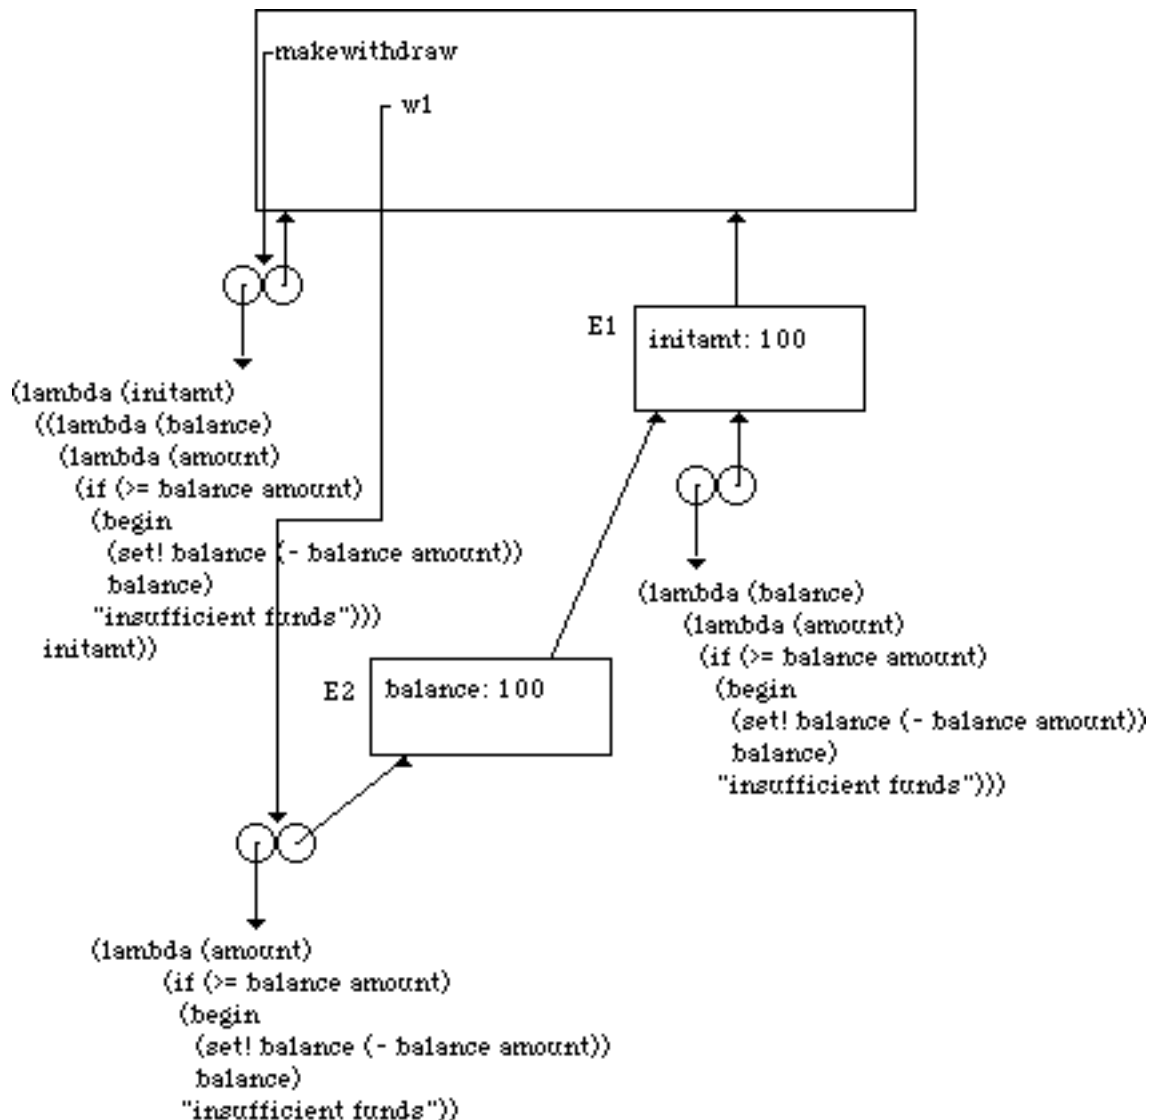 makewithdraw
w1
E1
initamt: 100
(lambda (initamt)
((lambda (balance)
(lambda (amount)
(if (>= balance amount)
(begin
(set! balance (- balance amount))
balance)
"insufficient funds")))
initamt))
(lambda (balance)
(lambda (amount)
(if (>= balance amount)
(begin
(set! balance (- balance amount))
balance)
"insufficient funds")))
E2
balance: 100
(lambda (amount)
(if (>= balance amount)
(begin
(set! balance (- balance amount))
balance)
"insufficient funds"))